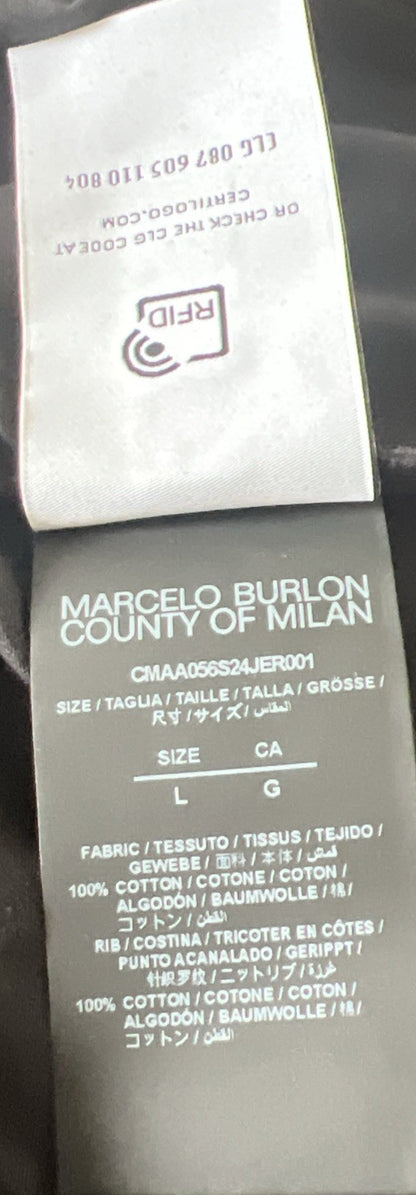 CLG 087 605 110 804
OR CHECK THE CLG CODE AT
CERTILOGO.COM
RFID
MARCELO BURLON
COUNTY OF MILAN
CMAA056S24JER001
SIZE / TAGLIA / TAILLE / TALLA / GRÖSSE /
尺寸 / サイズ / المقاس
SIZE CA
L G
FABRIC / TESSUTO / TISSUS / TEJIDO /
GEWEBE / 面料 / 本体 / قماش
100% COTTON / COTONE / COTON /
ALGODÓN / BAUMWOLLE / 棉 /
コットン / القطن
RIB / COSTINA / TRICOTER EN CÔTES /
PUNTO ACANALADO / GERIPPT /
针织罗纹 / ニットリブ /
100% COTTON / COTONE / COTON /
ALGODÓN / BAUMWOLLE / 棉 /
コットン / القطن